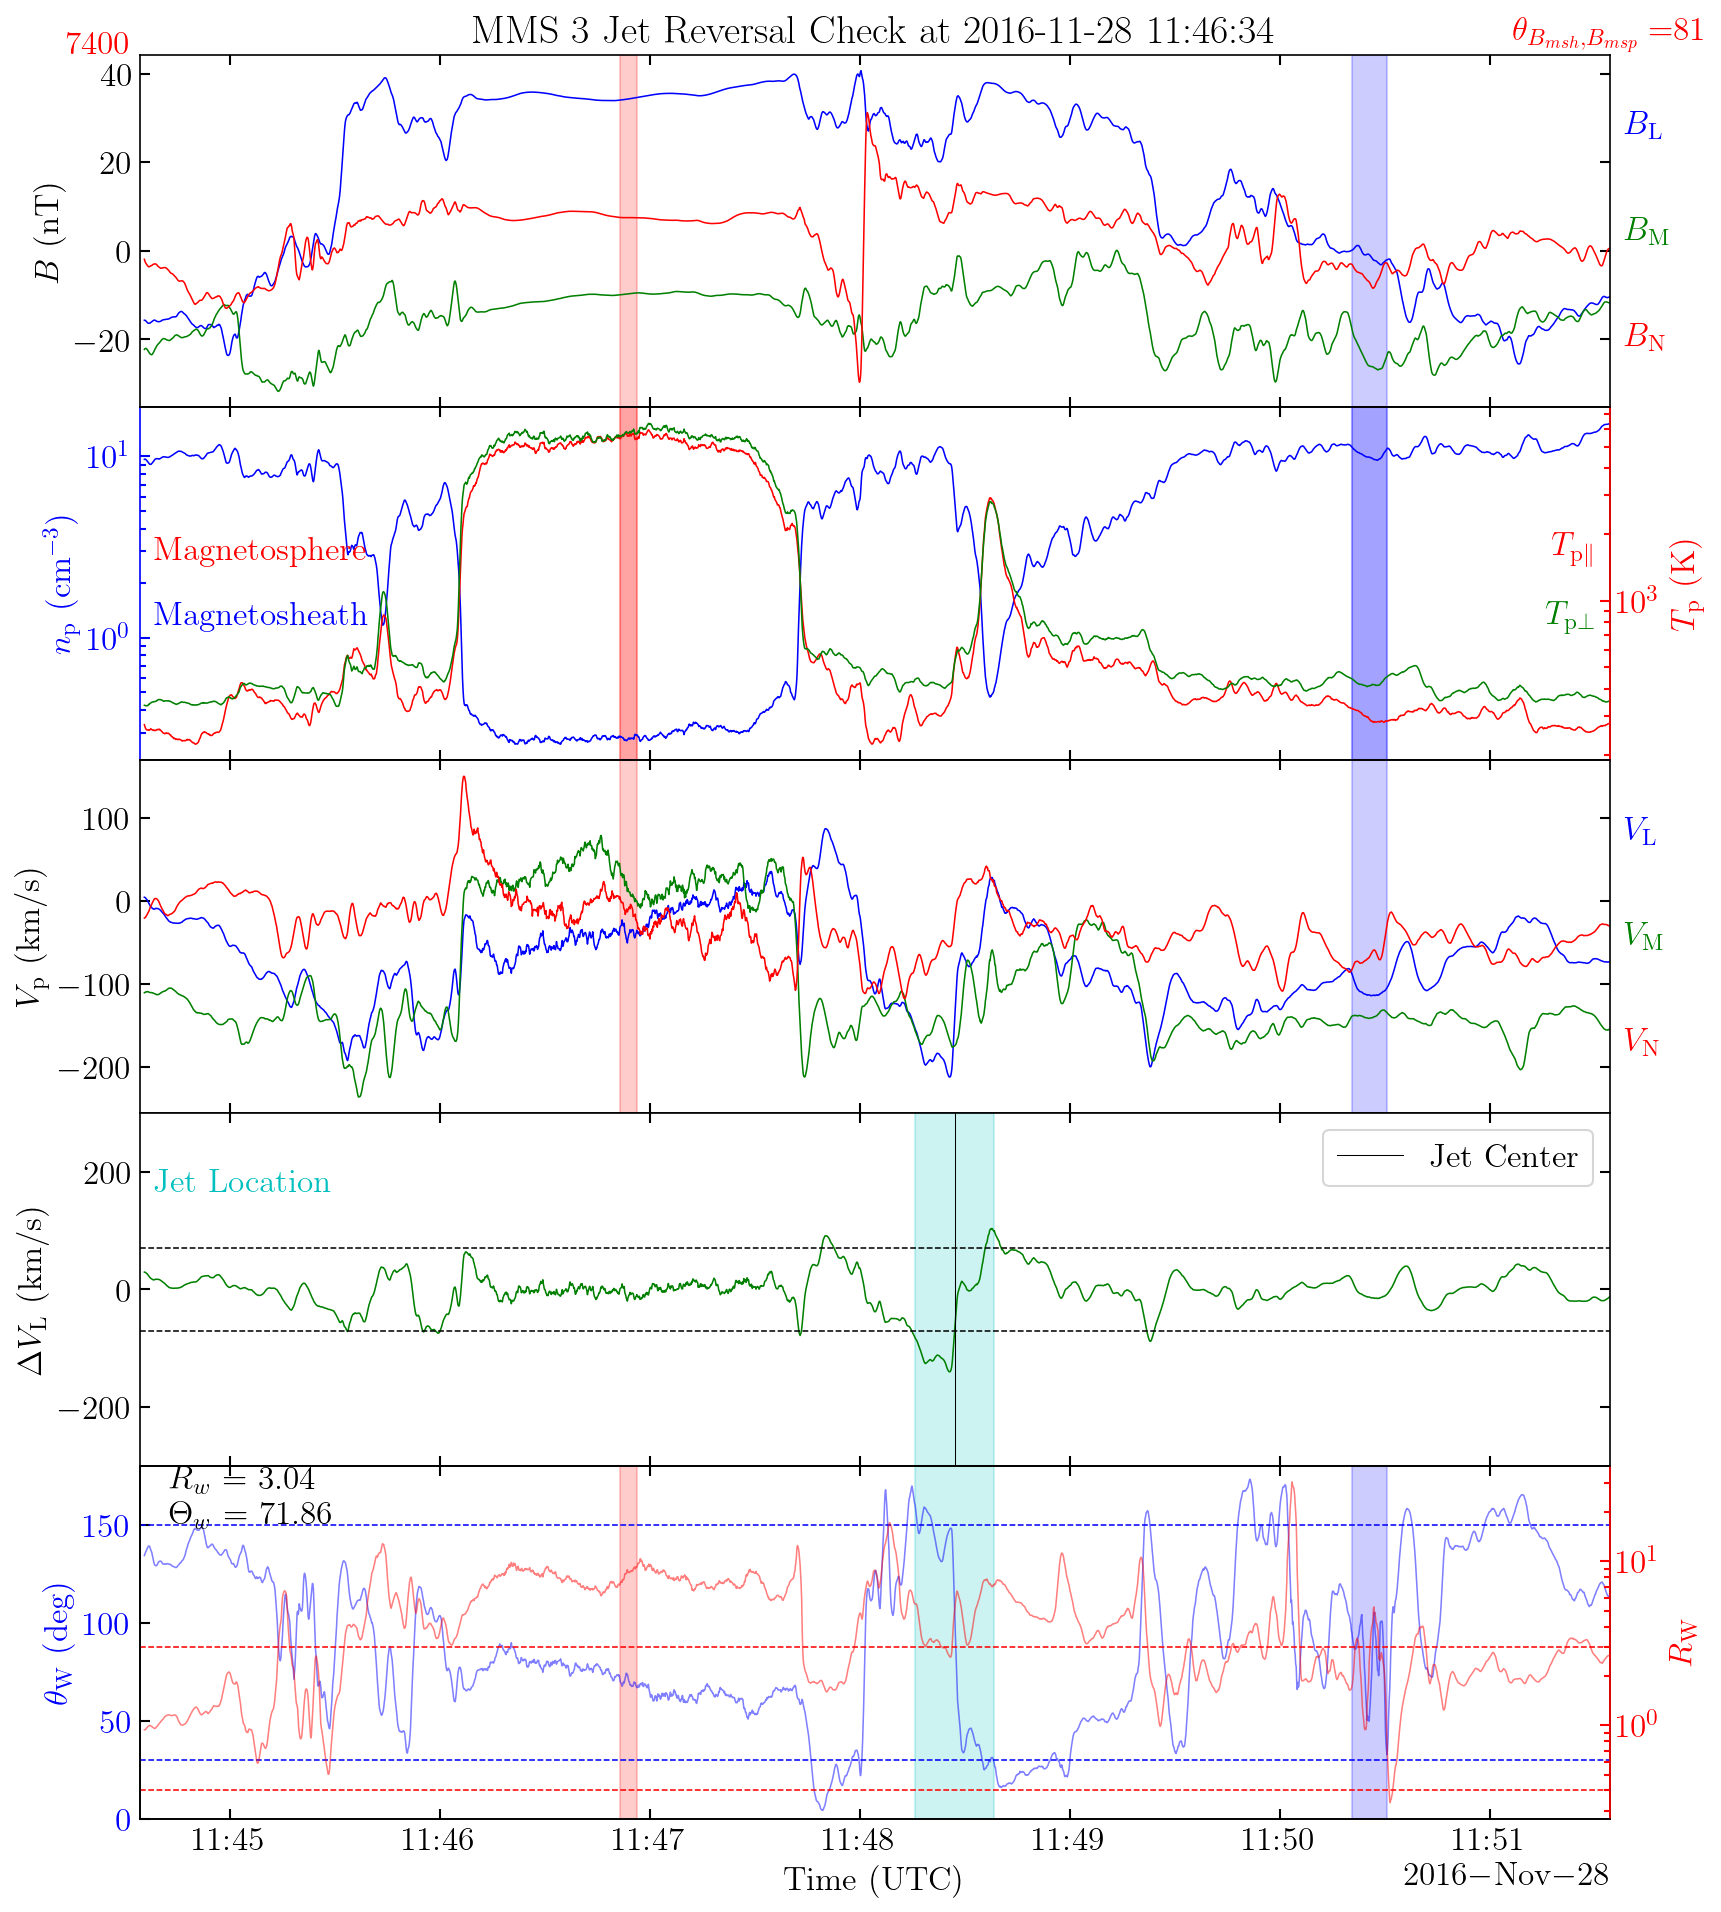 MMS 3 Jet Reversal Check at 2016-11-28 11:46:34
7400
θ_{B_{msh},B_{msp}} =81
40
20
0
−20
B (nT)
B_L
B_M
B_N
10^1
10^0
n_p (cm^{−3})
Magnetosphere
Magnetosheath
T_{p∥}
T_{p⊥}
10^3
T_p (K)
100
0
−100
−200
V_p (km/s)
V_L
V_M
V_N
200
0
−200
ΔV_L (km/s)
Jet Location
Jet Center
R_w = 3.04
Θ_w = 71.86
150
100
50
0
θ_W (deg)
10^1
10^0
R_W
11:45 11:46 11:47 11:48 11:49 11:50 11:51
Time (UTC)
2016−Nov−28